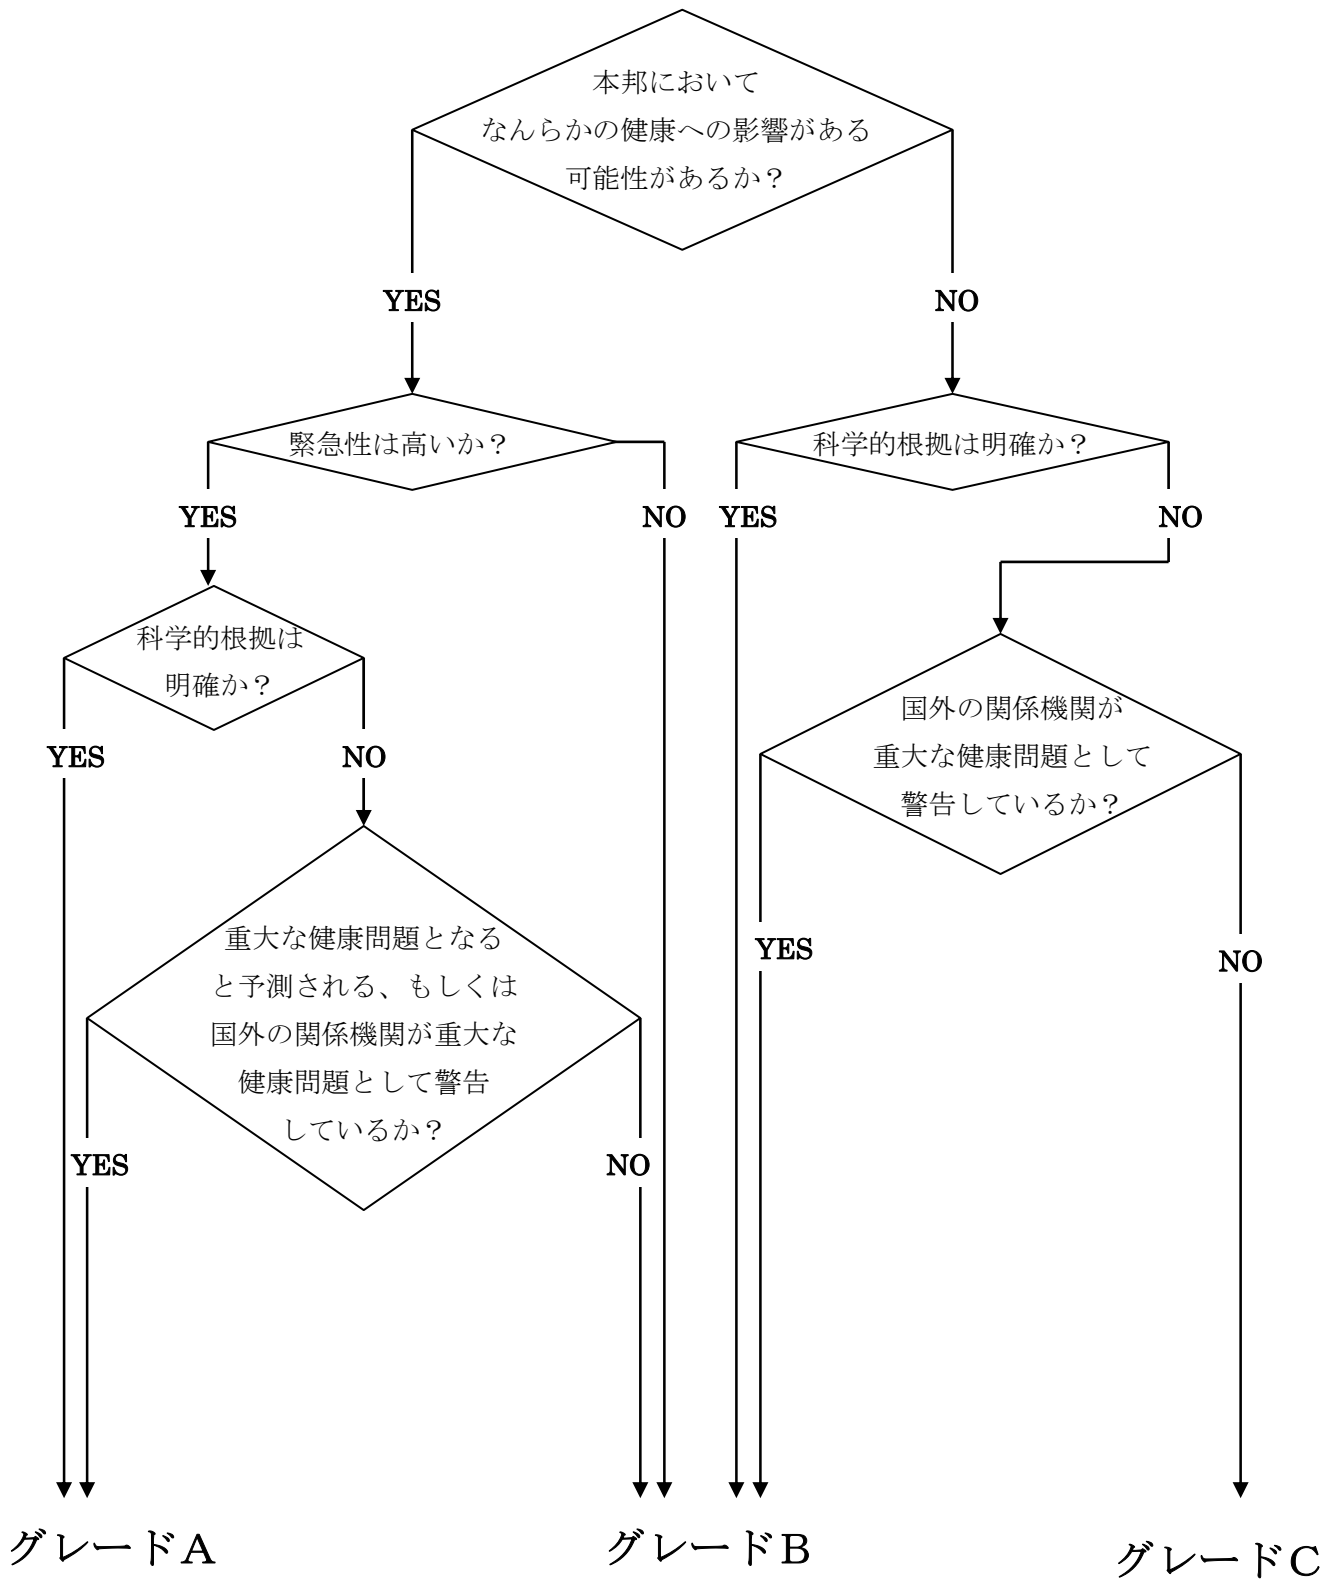 本邦において
なんらかの健康への影響がある
可能性があるか？
YES
NO
緊急性は高いか？
科学的根拠は明確か？
YES
NO
YES
NO
科学的根拠は
明確か？
国外の関係機関が
重大な健康問題として
警告しているか？
YES
NO
重大な健康問題となる
と予測される、もしくは
国外の関係機関が重大な
健康問題として警告
しているか？
YES
NO
YES
NO
グレードA
グレードB
グレードC